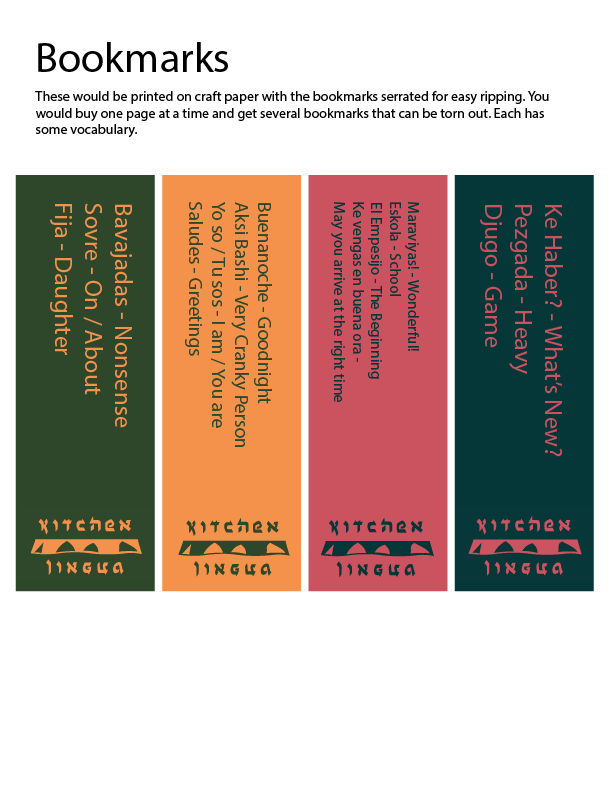 Bookmarks
These would be printed on craft paper with the bookmarks serrated for easy ripping. You
would buy one page at a time and get several bookmarks that can be torn out. Each has
some vocabulary.
Bavajadas - Nonsense
Sovre - On / About
Fija - Daughter
KITCHEN
LINGUA
Buenanoche - Goodnight
Aksi Bashi - Very Cranky Person
Yo so / Tu sos - I am / You are
Saludes - Greetings
KITCHEN
LINGUA
Maraviyas! - Wonderful!
Eskola - School
El Empesijo - The Beginning
Ke vengas en buena ora -
May you arrive at the right time
KITCHEN
LINGUA
Ke Haber? - What's New?
Pezgada - Heavy
Djugo - Game
KITCHEN
LINGUA